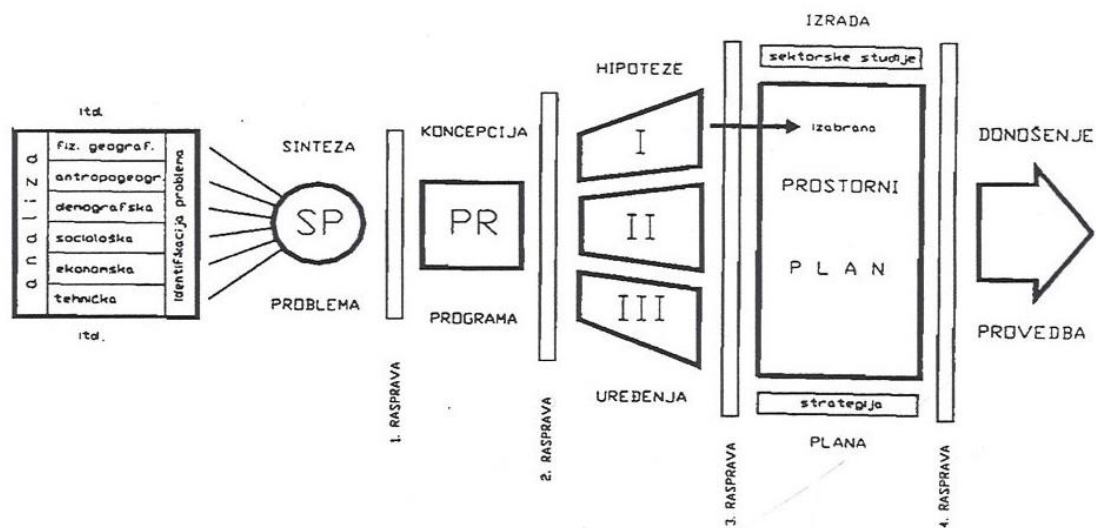 itd.
analiza
fiz. geograf.
antropogeogr.
demografska
sociološka
ekonomska
tehnička
identifikacija problema
itd.
SINTEZA
SP
PROBLEMA
1. RASPRAVA
KONCEPCIJA
PR
PROGRAMA
2. RASPRAVA
HIPOTEZE
I
II
III
UREĐENJA
3. RASPRAVA
IZRADA
sektorske studije
izabrana
PROSTORNI
PLAN
strategija
PLANA
4. RASPRAVA
DONOŠENJE
PROVEDBA